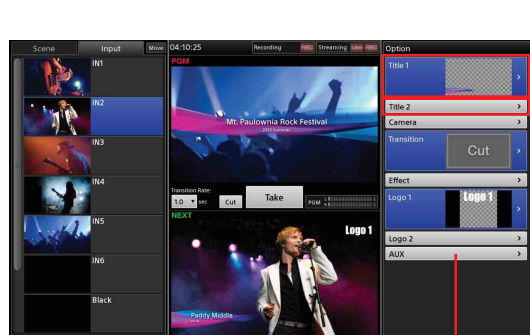 Scene
Input
Move
IN1
IN2
IN3
IN4
IN5
IN6
Black
04:10:25
Recording
REC
Streaming
Live
REC
PGM
Mt. Paulownia Rock Festival
2013 Summer
Transition Rate:
1.0 sec
Cut
Take
PGM
L
R
NEXT
Logo 1
Paddy Middle
Option
Title 1
Title 2
Camera
Transition
Cut
Effect
Logo 1
Logo 1
Logo 2
AUX